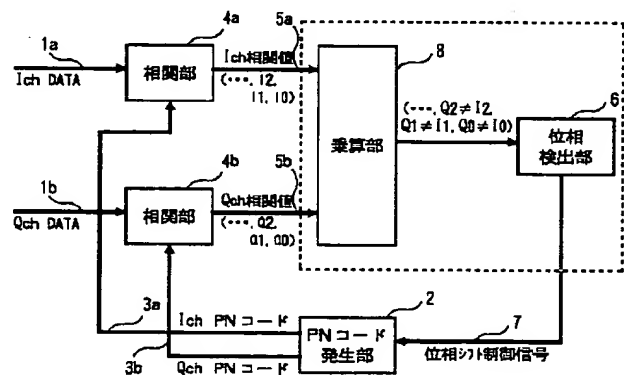 4a
5a
1a
Ich DATA
相関部
Ich相関値
(…, I2,
I1, I0)
8
乗算部
(…, Q2≠I2,
Q1≠I1, Q0≠I0)
6
位相
検出部
4b
5b
1b
Qch DATA
相関部
Qch相関値
(…, Q2,
Q1, Q0)
3a
Ich PNコード
2
PNコード
発生部
7
位相シフト制御信号
3b
Qch PNコード